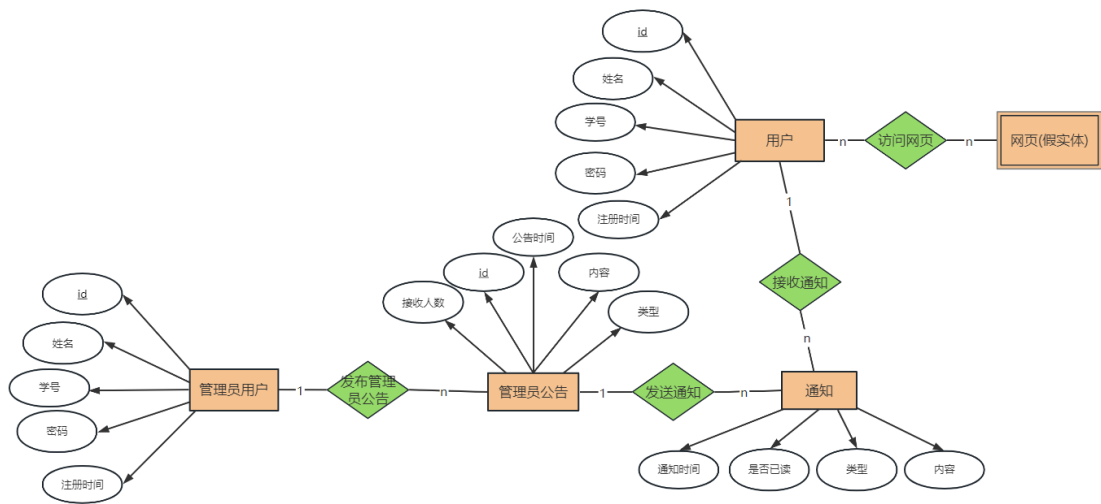 id
姓名
学号
密码
注册时间
用户
n
访问网页
n
网页(假实体)
1
接收通知
n
公告时间
id
内容
接收人数
类型
id
姓名
学号
密码
注册时间
管理员用户
1
发布管理
员公告
n
管理员公告
1
发送通知
n
通知
通知时间
是否已读
类型
内容